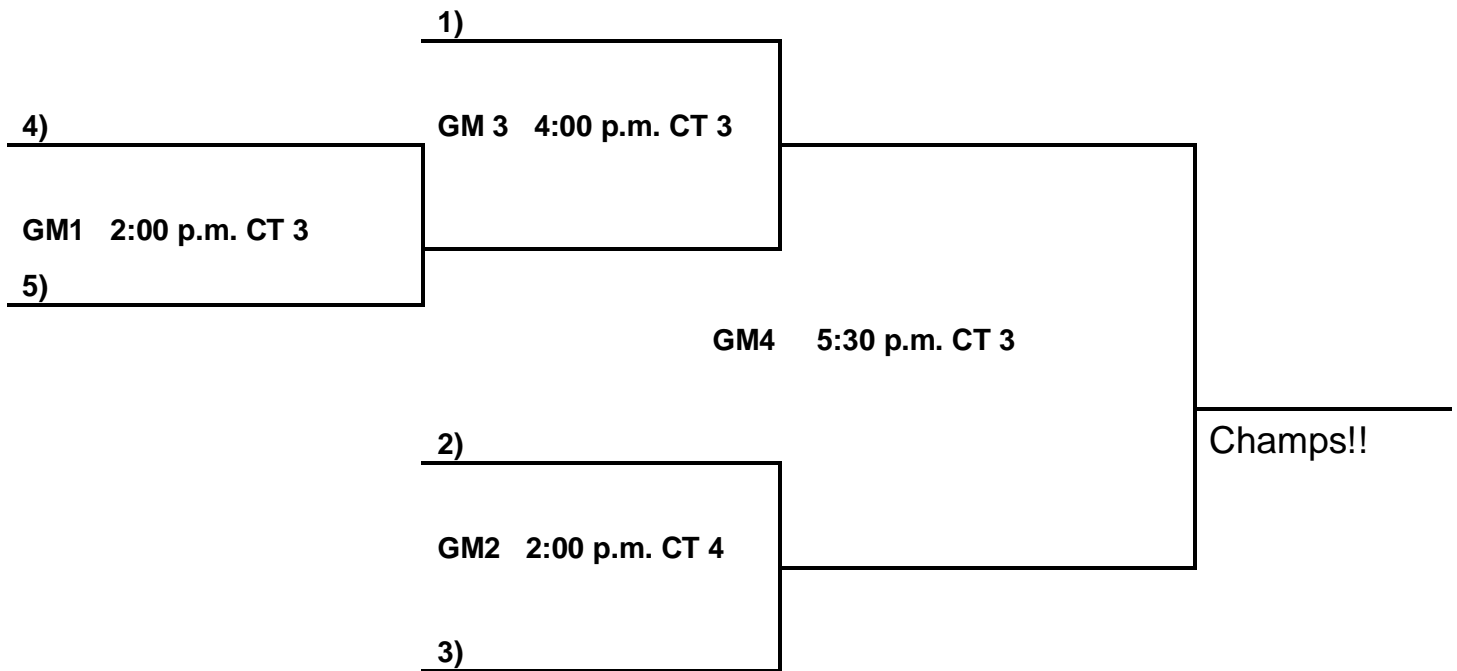 1)
4)
GM 3 4:00 p.m. CT 3
GM1 2:00 p.m. CT 3
5)
GM4 5:30 p.m. CT 3
2)
Champs!!
GM2 2:00 p.m. CT 4
3)